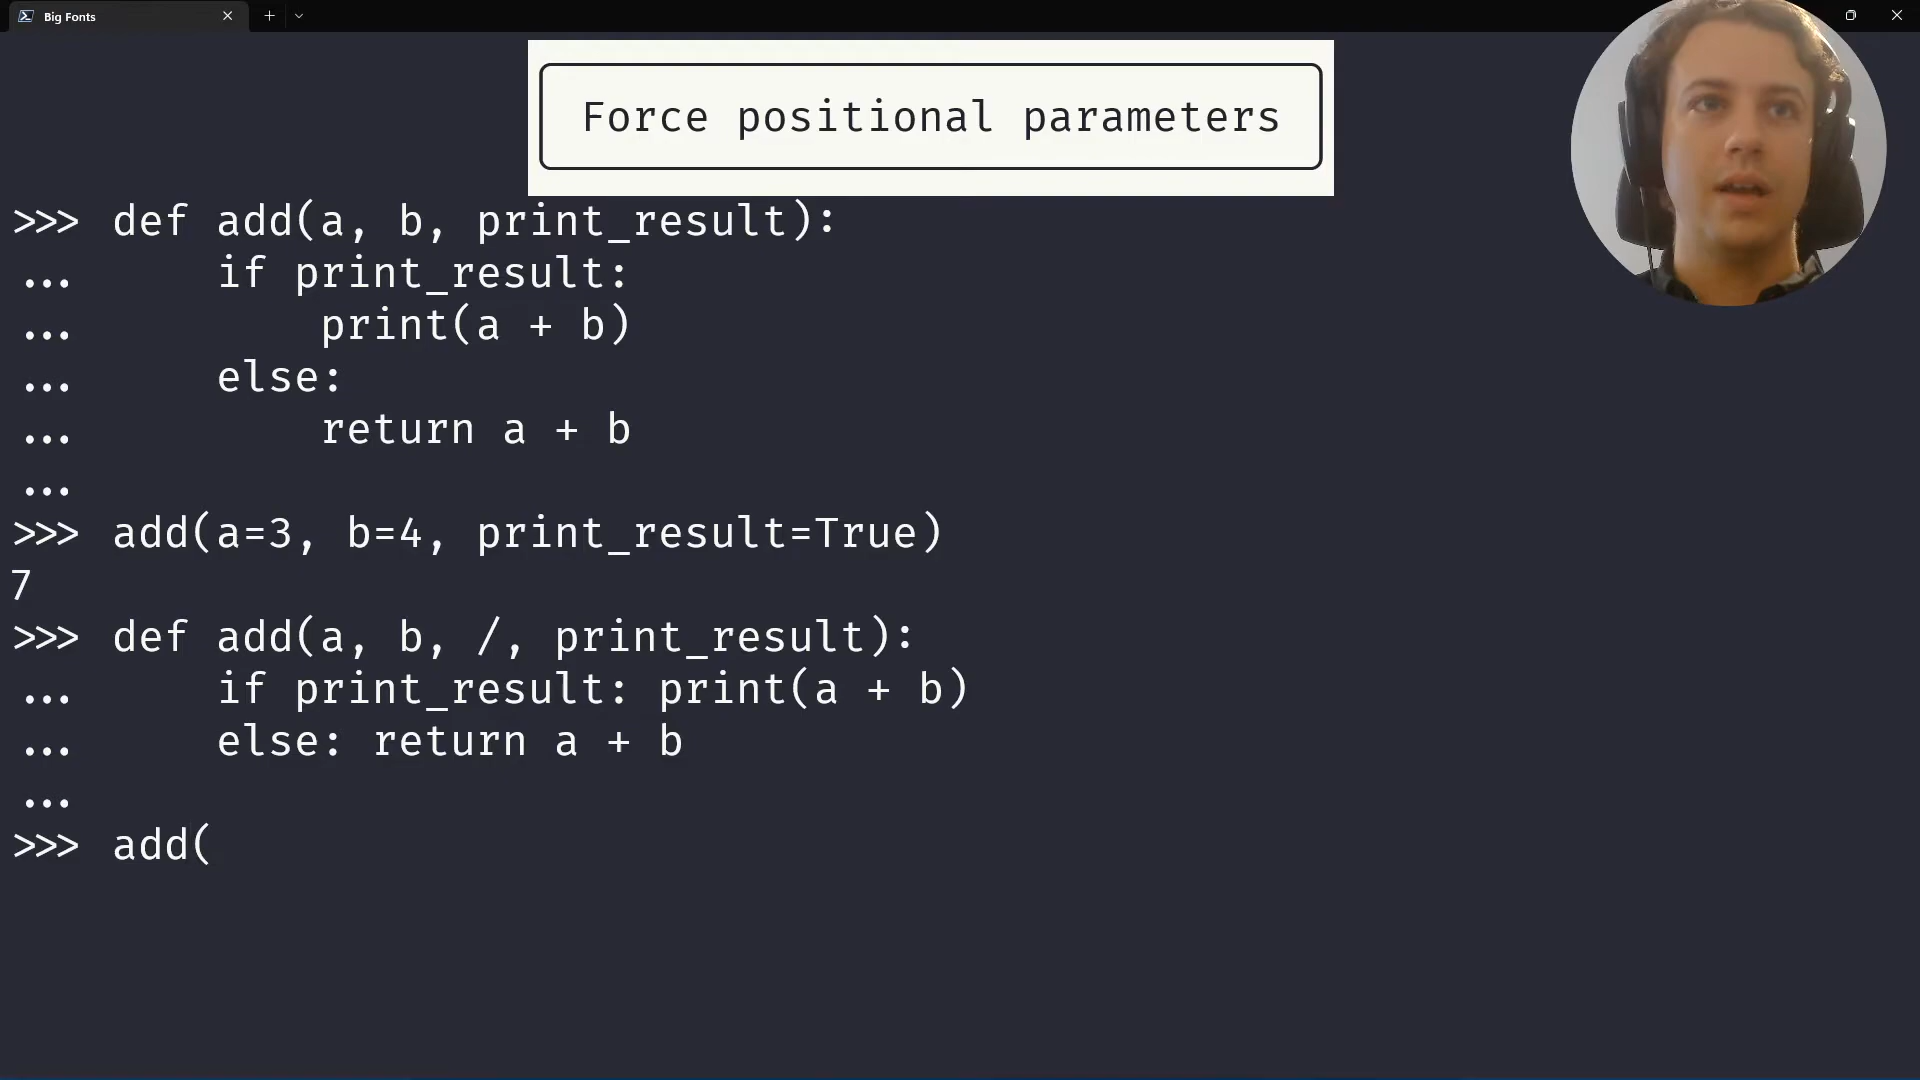 Big Fonts
Force positional parameters
>>> def add(a, b, print_result):
...     if print_result:
...         print(a + b)
...     else:
...         return a + b
...
>>> add(a=3, b=4, print_result=True)
7
>>> def add(a, b, /, print_result):
...     if print_result: print(a + b)
...     else: return a + b
...
>>> add(